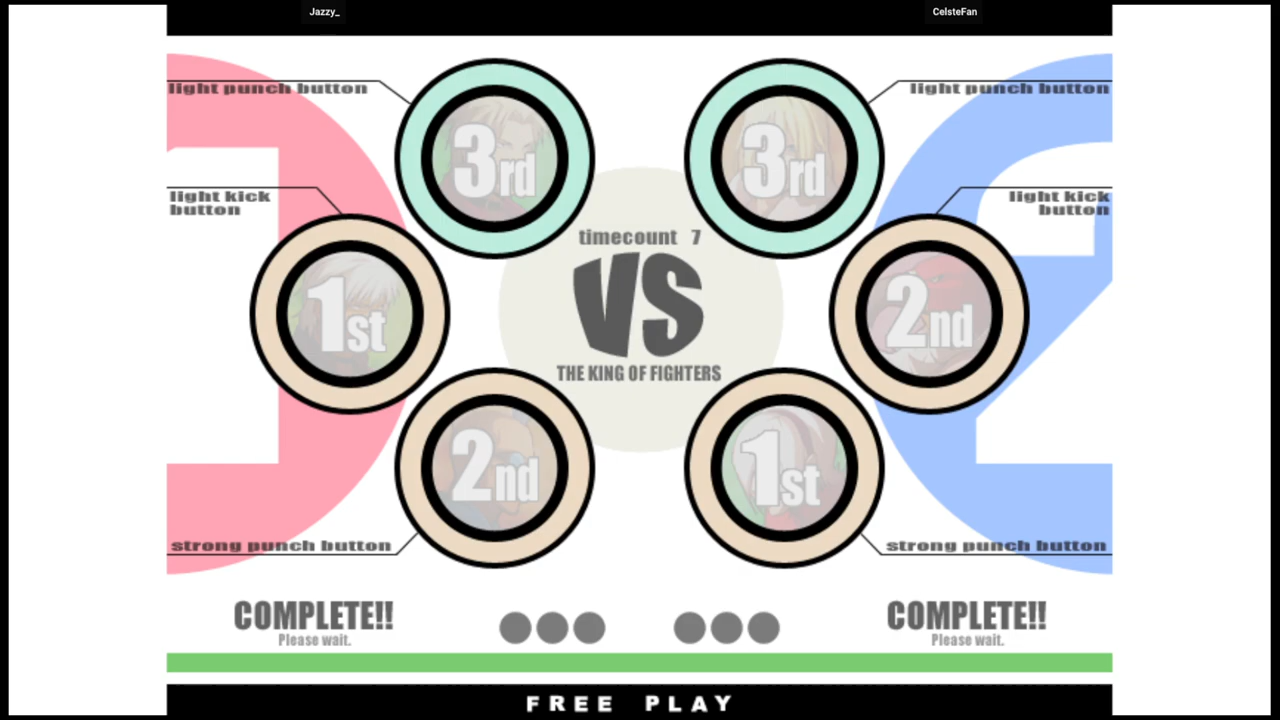 Jazzy_
CelsteFan
light punch button
light punch button
3rd
3rd
light kick
button
light kick
button
timecount 7
VS
THE KING OF FIGHTERS
1st
2nd
2nd
1st
strong punch button
strong punch button
COMPLETE!!
Please wait.
COMPLETE!!
Please wait.
FREE PLAY